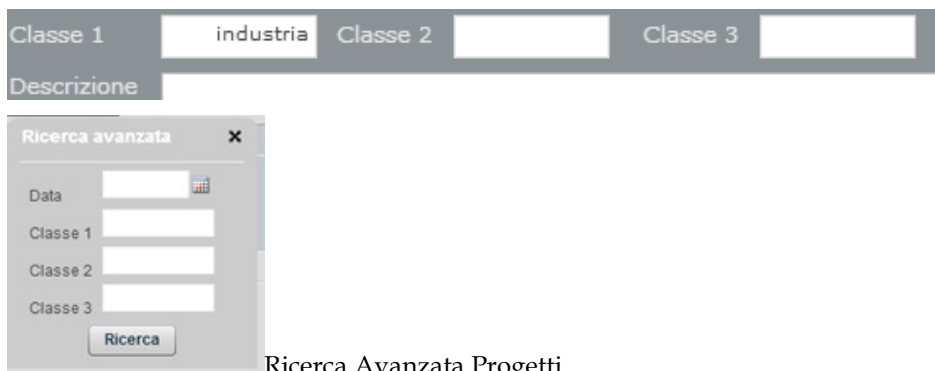 Classe 1 industria Classe 2 Classe 3
Descrizione
Ricerca avanzata ×
Data
Classe 1
Classe 2
Classe 3
Ricerca
Ricerca Avanzata Progetti